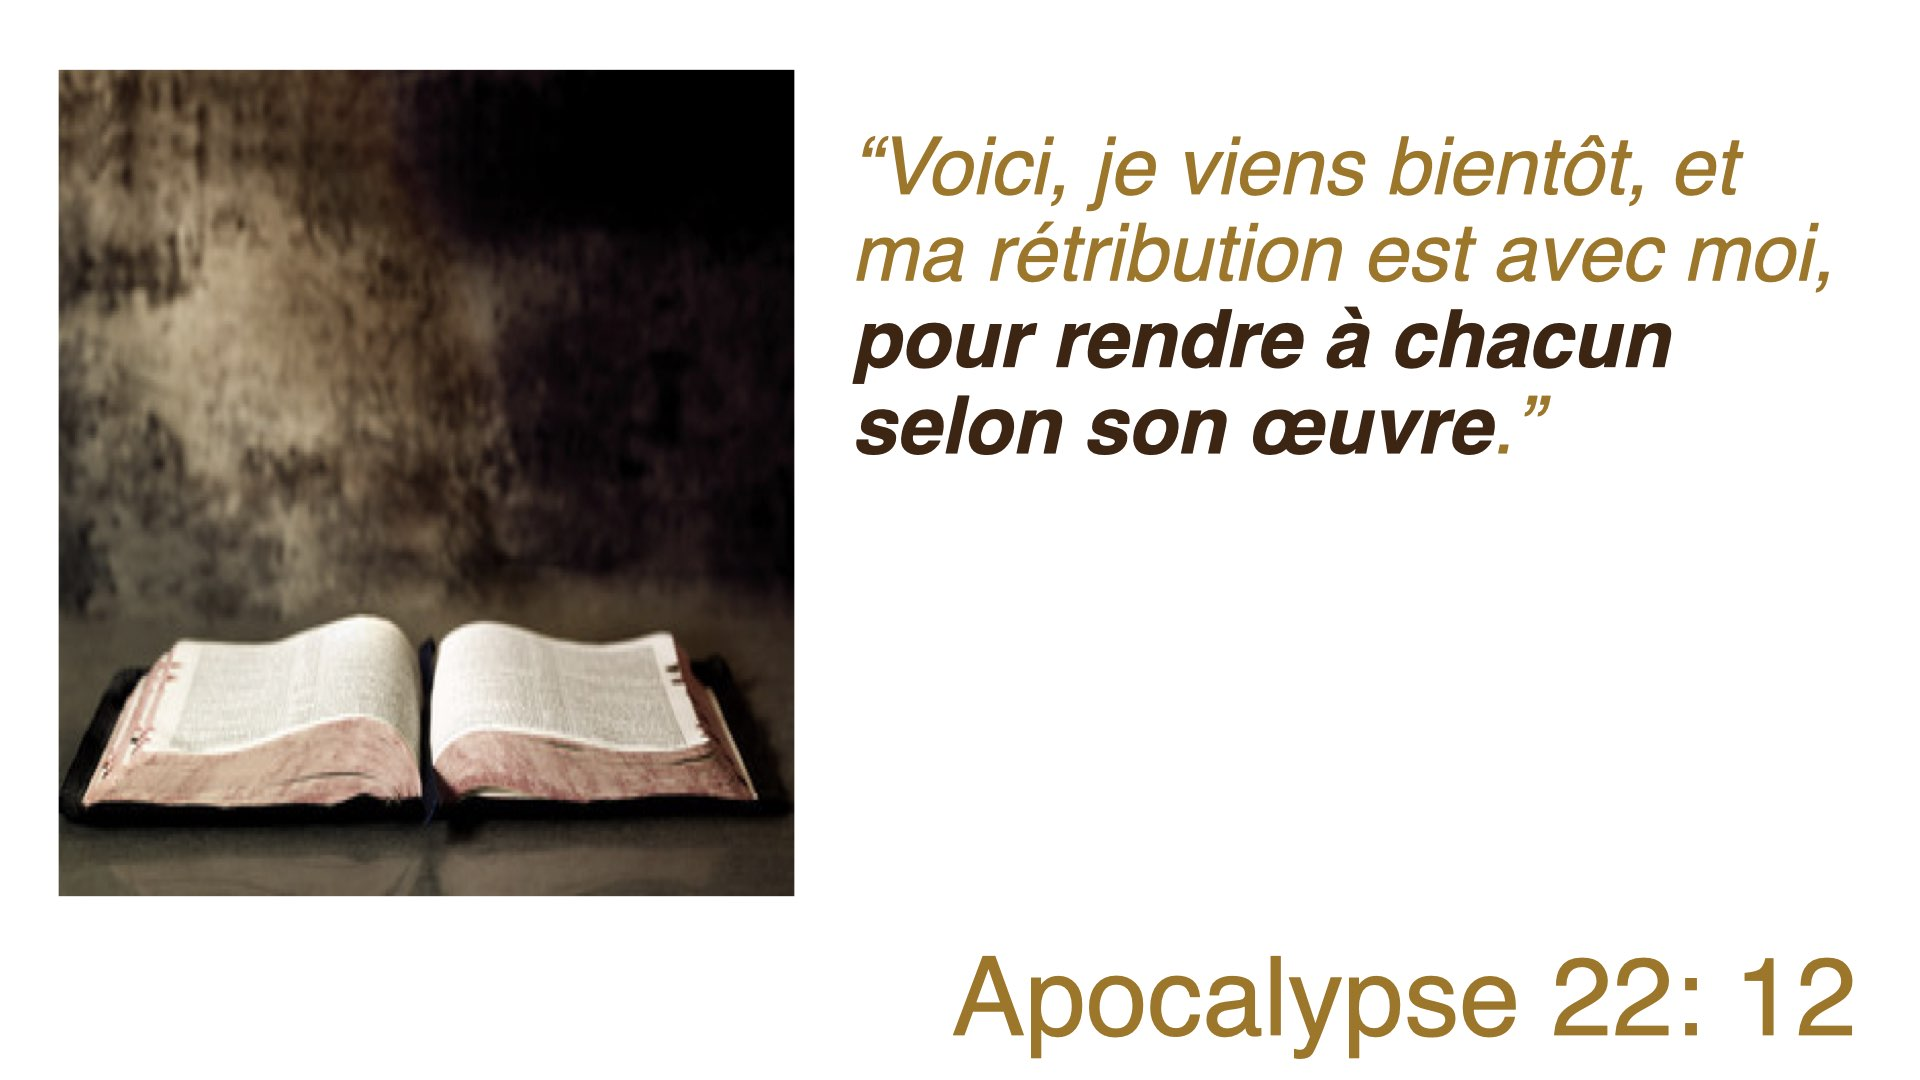 “Voici, je viens bientôt, et
ma rétribution est avec moi,
pour rendre à chacun
selon son œuvre.”
Apocalypse 22: 12